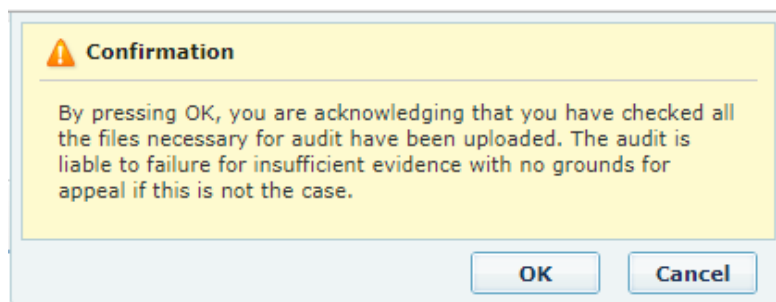 Confirmation
By pressing OK, you are acknowledging that you have checked all
the files necessary for audit have been uploaded. The audit is
liable to failure for insufficient evidence with no grounds for
appeal if this is not the case.
OK Cancel